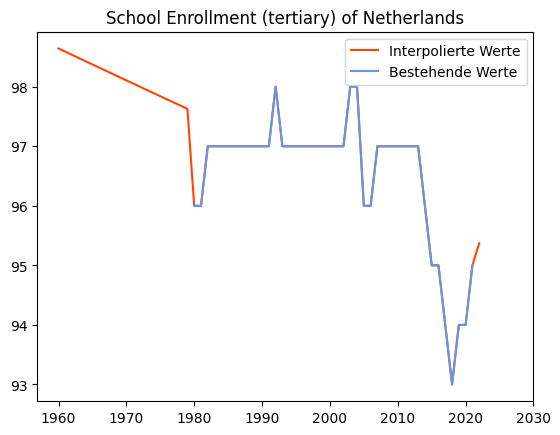 School Enrollment (tertiary) of Netherlands
Interpolierte Werte
Bestehende Werte
98
97
96
95
94
93
1960 1970 1980 1990 2000 2010 2020 2030